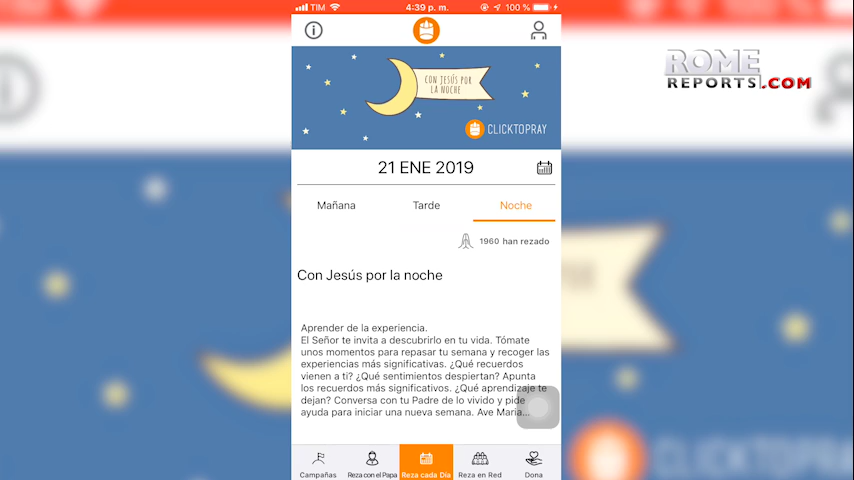 TIM
4:39 p. m.
100 %
CON JESÚS POR
LA NOCHE
CLICKTOPRAY
ROME
REPORTS.COM
21 ENE 2019
Mañana
Tarde
Noche
1960 han rezado
Con Jesús por la noche
Aprender de la experiencia.
El Señor te invita a descubrirlo en tu vida. Tómate
unos momentos para repasar tu semana y recoger las
experiencias más significativas. ¿Qué recuerdos
vienen a ti? ¿Qué sentimientos despiertan? Apunta
los recuerdos más significativos. ¿Qué aprendizaje te
dejan? Conversa con tu Padre de lo vivido y pide
ayuda para iniciar una nueva semana. Ave Maria...
Campañas
Reza con el Papa
Reza cada Día
Reza en Red
Dona